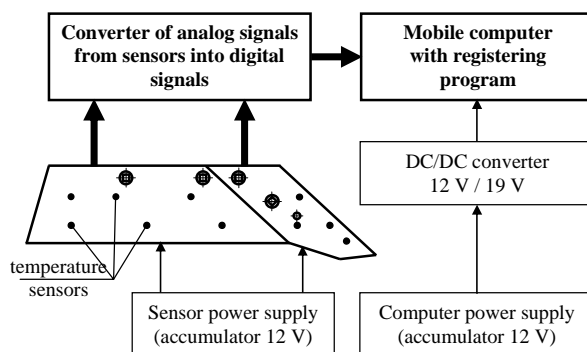 Converter of analog signals
from sensors into digital
signals
Mobile computer
with registering
program
DC/DC converter
12 V / 19 V
temperature
sensors
Sensor power supply
(accumulator 12 V)
Computer power supply
(accumulator 12 V)